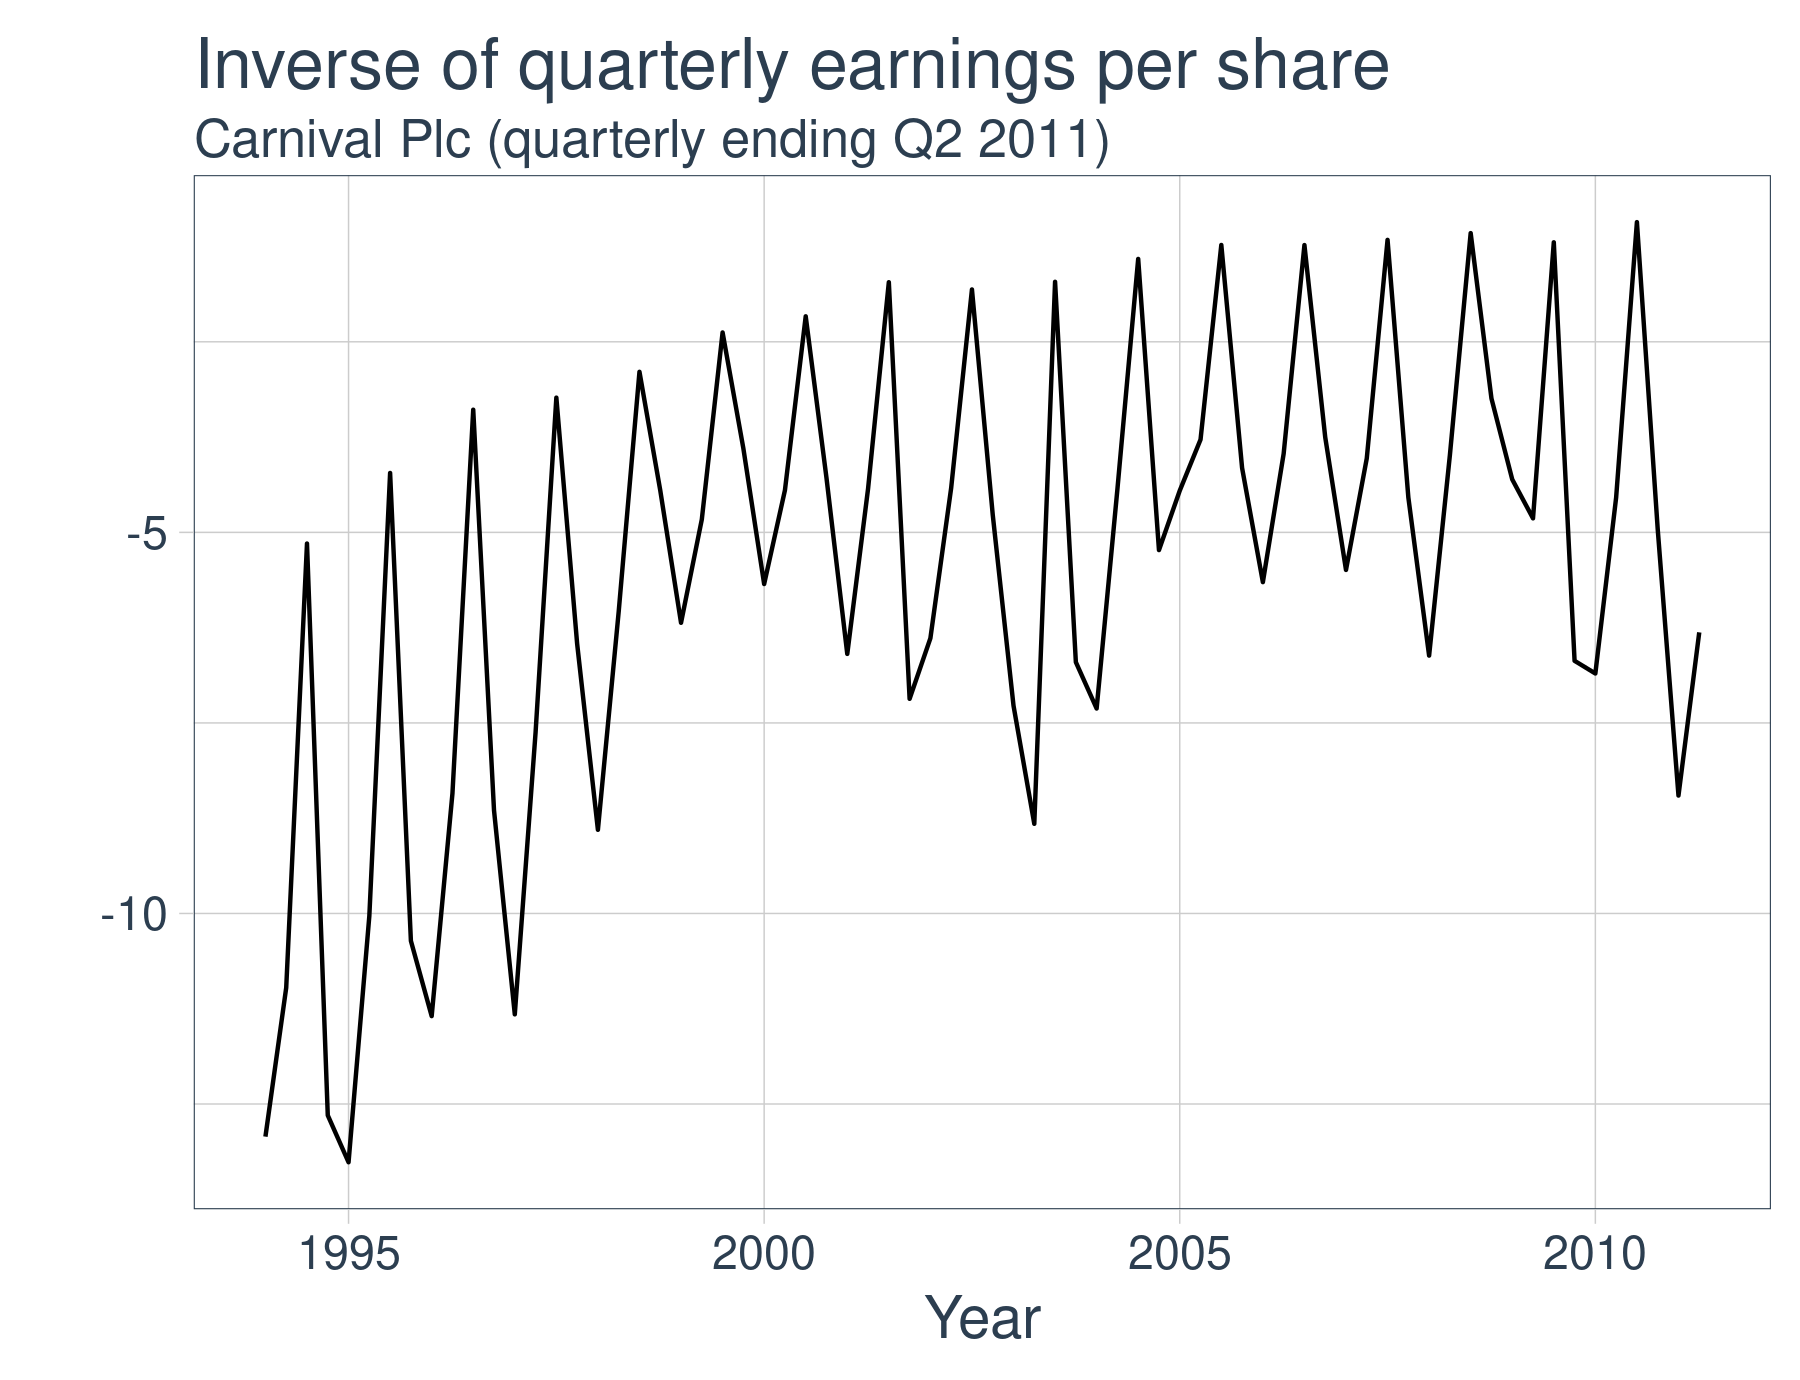 Inverse of quarterly earnings per share
Carnival Plc (quarterly ending Q2 2011)
-5
-10
1995 2000 2005 2010
Year